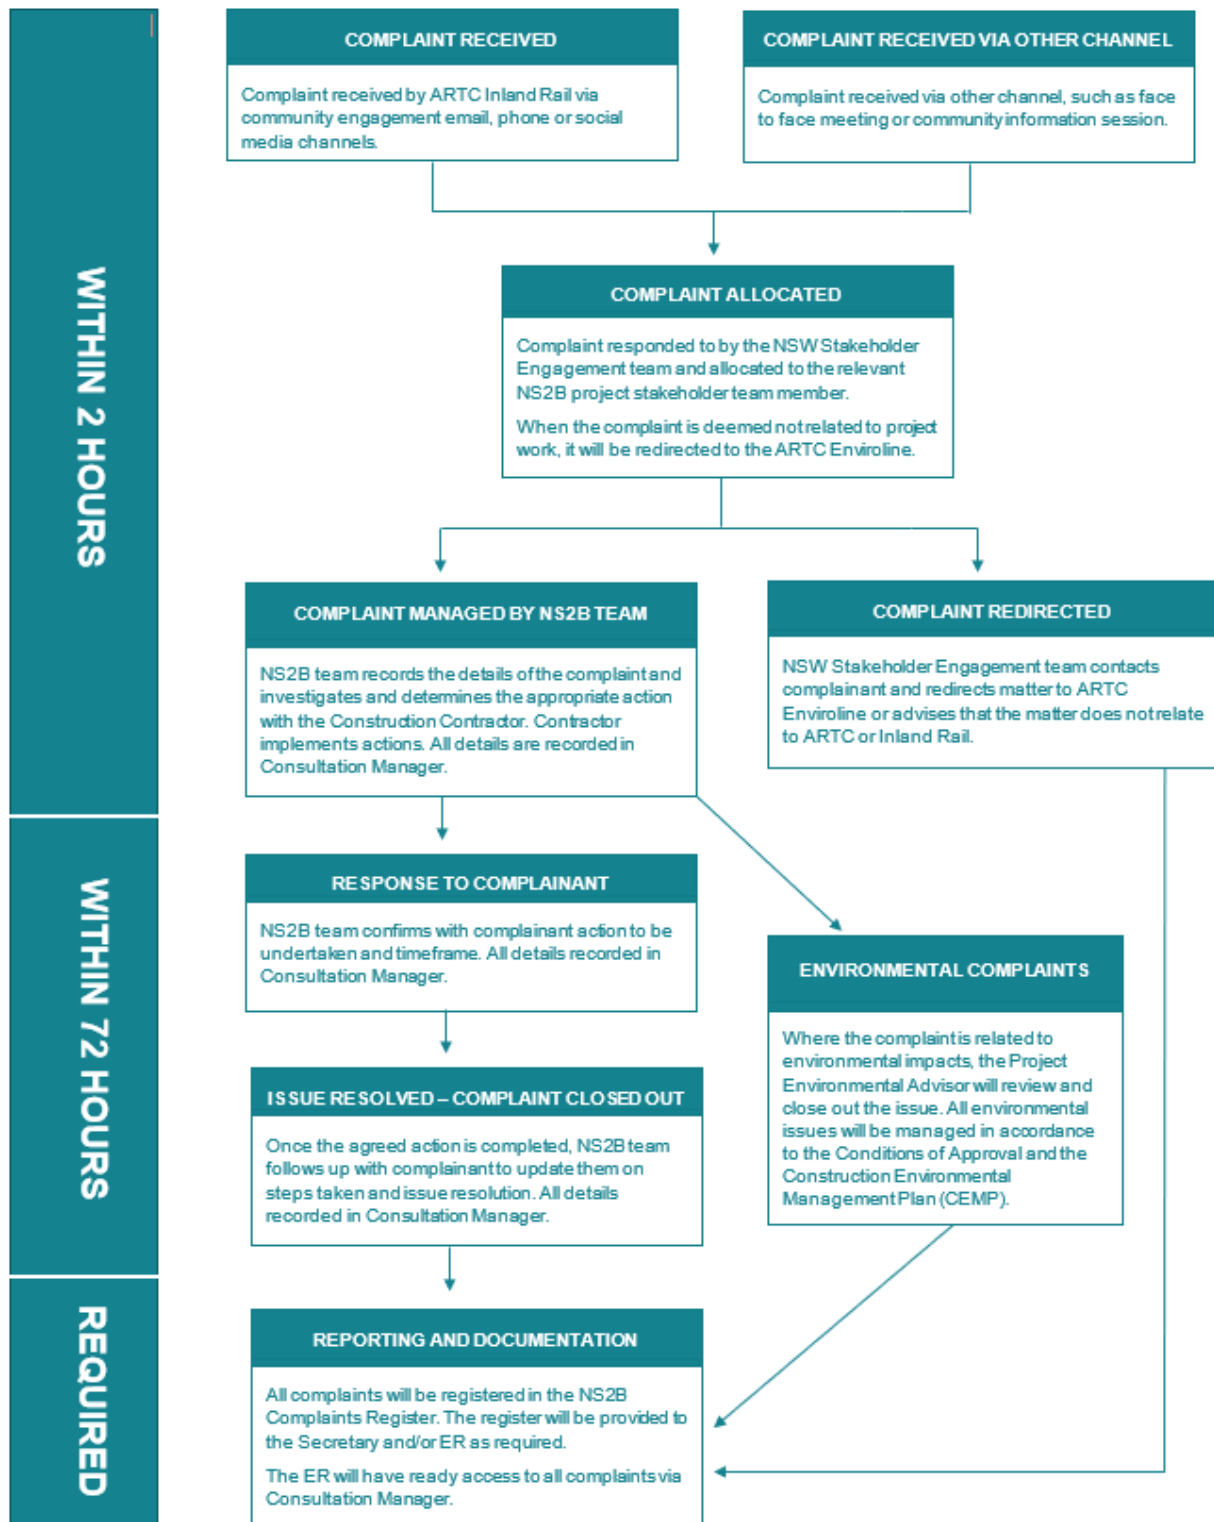 WITHIN 2 HOURS
COMPLAINT RECEIVED
Complaint received by ARTC Inland Rail via
community engagement email, phone or social
media channels.
COMPLAINT RECEIVED VIA OTHER CHANNEL
Complaint received via other channel, such as face
to face meeting or community information session.
COMPLAINT ALLOCATED
Complaint responded to by the NSW Stakeholder
Engagement team and allocated to the relevant
NS2B project stakeholder team member.
When the complaint is deemed not related to project
work, it will be redirected to the ARTC Enviroline.
COMPLAINT MANAGED BY NS2B TEAM
NS2B team records the details of the complaint and
investigates and determines the appropriate action
with the Construction Contractor. Contractor
implements actions. All details are recorded in
Consultation Manager.
COMPLAINT REDIRECTED
NSW Stakeholder Engagement team contacts
complainant and redirects matter to ARTC
Enviroline or advises that the matter does not relate
to ARTC or Inland Rail.
WITHIN 72 HOURS
RESPONSE TO COMPLAINANT
NS2B team confirms with complainant action to be
undertaken and timeframe. All details recorded in
Consultation Manager.
ENVIRONMENTAL COMPLAINTS
Where the complaint is related to
environmental impacts, the Project
Environmental Advisor will review and
close out the issue. All environmental
issues will be managed in accordance
to the Conditions of Approval and the
Construction Environmental
Management Plan (CEMP).
ISSUE RESOLVED – COMPLAINT CLOSED OUT
Once the agreed action is completed, NS2B team
follows up with complainant to update them on
steps taken and issue resolution. All details
recorded in Consultation Manager.
REQUIRED
REPORTING AND DOCUMENTATION
All complaints will be registered in the NS2B
Complaints Register. The register will be provided to
the Secretary and/or ER as required.
The ER will have ready access to all complaints via
Consultation Manager.